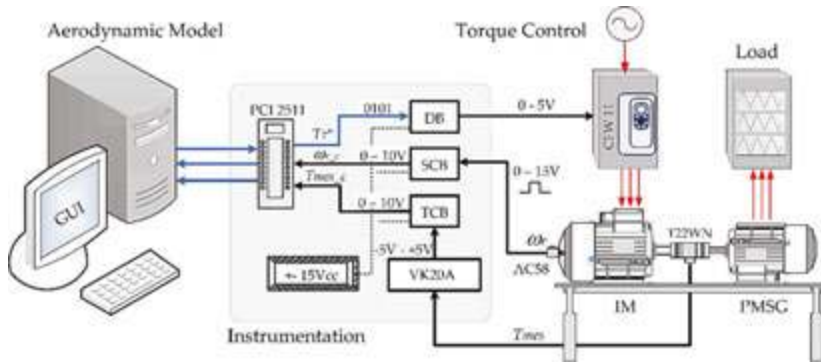 Aerodynamic Model
Torque Control
Load
PCI 2511
0101
DB
0 - 5V
CFW 11
Tr*
ωr_c
0 - 10V
SCB
0 - 15V
Tmes_c
0 - 10V
TCB
GUI
-5V - +5V
ωr
T22WN
+- 15Vcc
VK20A
AC58
IM
PMSG
Instrumentation
Tmes